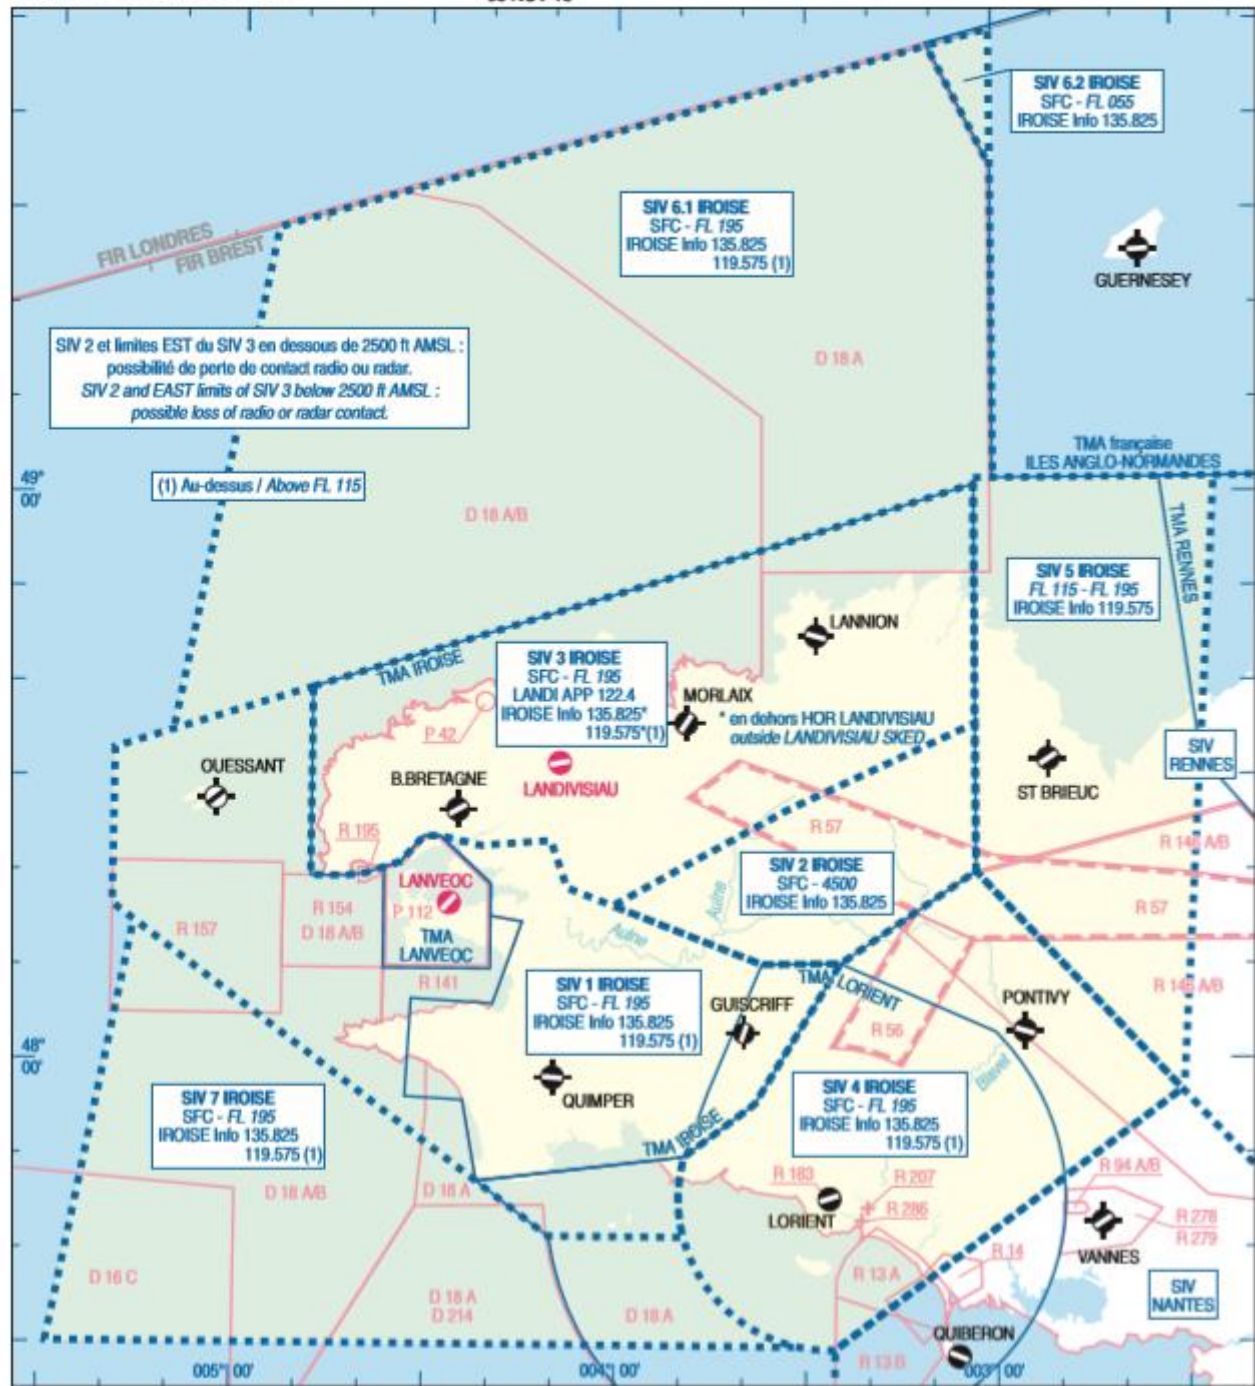 SIV 6.2 IROISE
SFC - FL 055
IROISE Info 135.825
SIV 6.1 IROISE
SFC - FL 195
IROISE Info 135.825
119.575 (1)
FIR LONDRES
FIR BREST
GUERNESEY
SIV 2 et limites EST du SIV 3 en dessous de 2500 ft AMSL :
possibilité de perte de contact radio ou radar.
SIV 2 and EAST limits of SIV 3 below 2500 ft AMSL :
possible loss of radio or radar contact.
D 18 A
TMA française
ILES ANGLO-NORMANDES
49°
00'
(1) Au-dessus / Above FL 115
D 18 A/B
TMA RENNES
SIV 5 IROISE
FL 115 - FL 195
IROISE Info 119.575
LANNION
TMA IROISE
SIV 3 IROISE
SFC - FL 195
LANDI APP 122.4
IROISE Info 135.825*
119.575*(1)
MORLAIX
* en dehors HOR LANDIVISIAU
outside LANDIVISIAU SKED
P 42
SIV
RENNES
OUESSANT
B.BRETAGNE
LANDIVISIAU
ST BRIEUC
R 195
R 57
R 146 A/B
SIV 2 IROISE
SFC - 4500
IROISE Info 135.825
LANVEOC
P 112
TMA
LANVEOC
R 157
R 154
D 18 A/B
Aulne
Aulne
R 57
R 141
SIV 1 IROISE
SFC - FL 195
IROISE Info 135.825
119.575 (1)
GUISCRIFF
TMA LORIENT
PONTIVY
R 146 A/B
R 56
48°
00'
Blavet
QUIMPER
SIV 7 IROISE
SFC - FL 195
IROISE Info 135.825
119.575 (1)
SIV 4 IROISE
SFC - FL 195
IROISE Info 135.825
119.575 (1)
TMA IROISE
D 18 A/B
D 18 A
R 183
R 207
R 286
LORIENT
R 94 A/B
R 278
R 279
VANNES
D 16 C
D 18 A
D 214
D 18 A
R 13 A
R 14
SIV
NANTES
QUIBERON
R 13 B
005° 00'
004° 00'
003° 00'